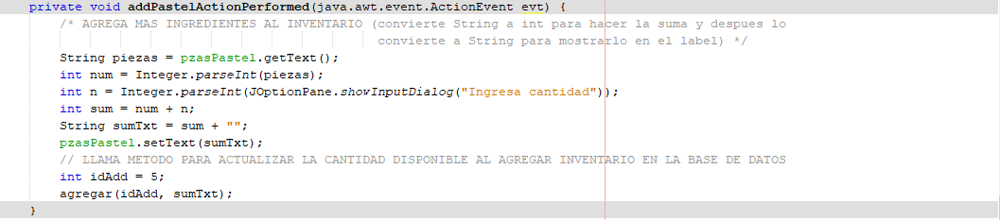 private void addPastelActionPerformed(java.awt.event.ActionEvent evt) {
/* AGREGA MAS INGREDIENTES AL INVENTARIO (convierte String a int para hacer la suma y despues lo
convierte a String para mostrarlo en el label) */
String piezas = pzasPastel.getText();
int num = Integer.parseInt(piezas);
int n = Integer.parseInt(JOptionPane.showInputDialog("Ingresa cantidad"));
int sum = num + n;
String sumTxt = sum + "";
pzasPastel.setText(sumTxt);
// LLAMA METODO PARA ACTUALIZAR LA CANTIDAD DISPONIBLE AL AGREGAR INVENTARIO EN LA BASE DE DATOS
int idAdd = 5;
agregar(idAdd, sumTxt);
}